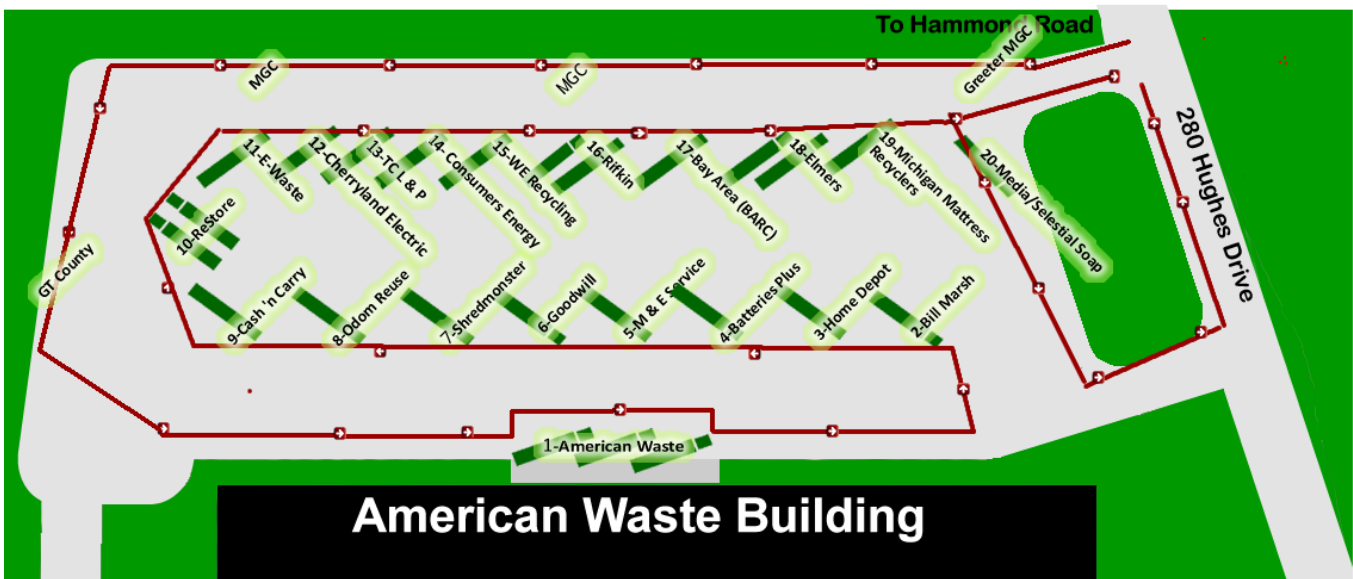 To Hammond Road
Greeter MGC
MGC
MGC
280 Hughes Drive
GT County
11-E-Waste
12-Cherryland Electric
13-TC L & P
14- Consumers Energy
15-WE Recycling
16-Rifkin
17-Bay Area (BARC)
18-Elmers
19-Michigan Mattress
Recyclers
20-Media/Selestial Soap
10-ReStore
9-Cash 'n Carry
8-Odom Reuse
7-Shredmonster
6-Goodwill
5-M & E Service
4-Batteries Plus
3-Home Depot
2-Bill Marsh
1-American Waste
American Waste Building